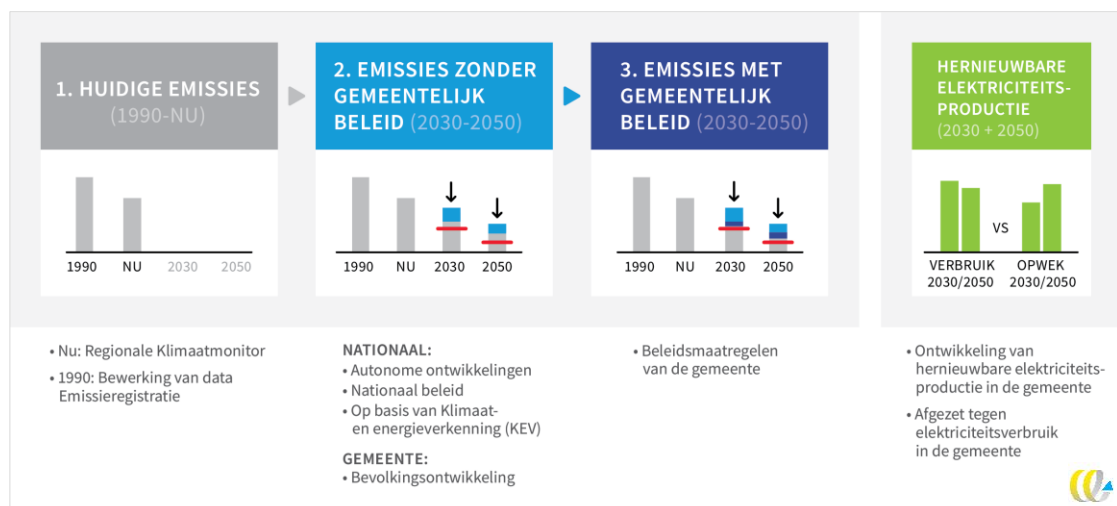 1. HUIDIGE EMISSIES
(1990-NU)
1990 NU 2030 2050
• Nu: Regionale Klimaatmonitor
• 1990: Bewerking van data
Emissieregistratie
2. EMISSIES ZONDER
GEMEENTELIJK
BELEID (2030-2050)
1990 NU 2030 2050
NATIONAAL:
• Autonome ontwikkelingen
• Nationaal beleid
• Op basis van Klimaat-
en energieverkenning (KEV)
GEMEENTE:
• Bevolkingsontwikkeling
3. EMISSIES MET
GEMEENTELIJK
BELEID (2030-2050)
1990 NU 2030 2050
• Beleidsmaatregelen
van de gemeente
HERNIEUWBARE
ELEKTRICITEITS-
PRODUCTIE
(2030 + 2050)
VS
VERBRUIK
2030/2050
OPWEK
2030/2050
• Ontwikkeling van
hernieuwbare elektriciteits-
productie in de gemeente
• Afgezet tegen
elektriciteitsverbruik
in de gemeente